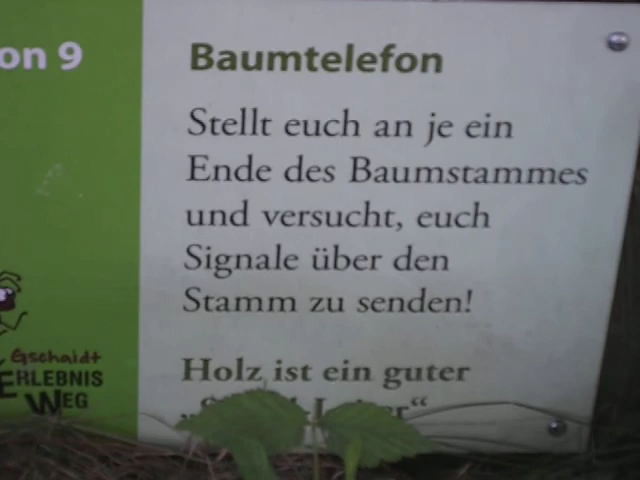 on 9
Baumtelefon
Stellt euch an je ein
Ende des Baumstammes
und versucht, euch
Signale über den
Stamm zu senden!
Holz ist ein guter
Gschaidt
ERLEBNIS
WEG